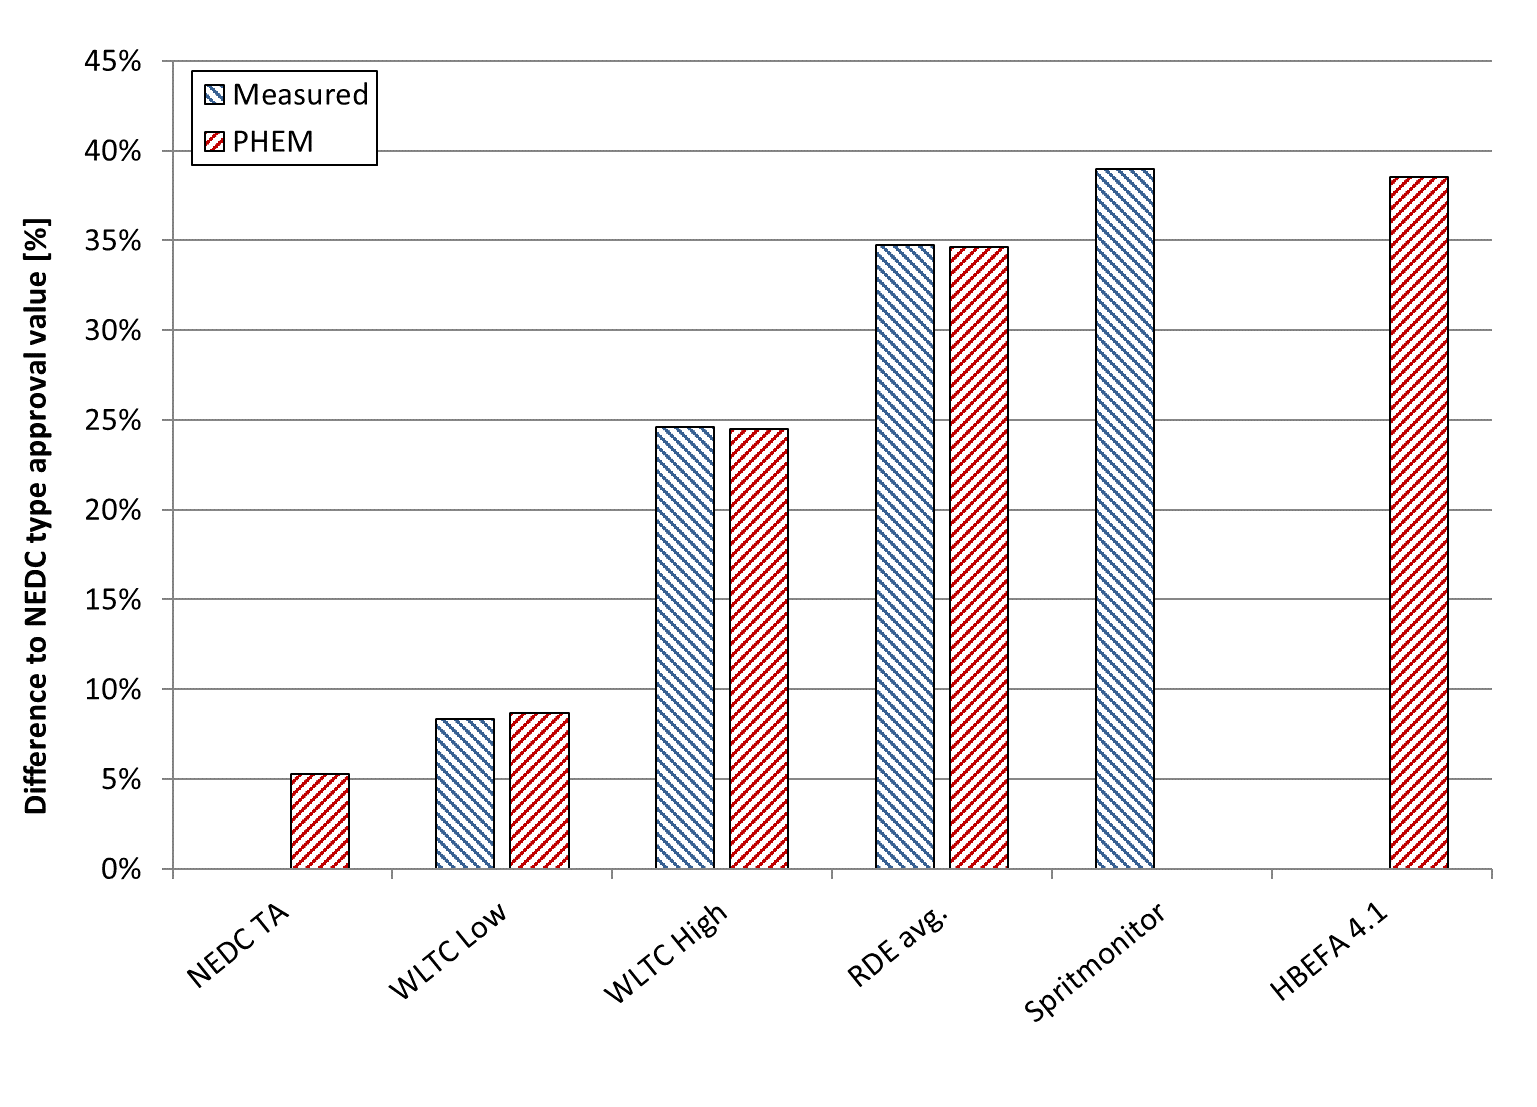 45%
40%
35%
30%
25%
20%
15%
10%
5%
0%
Difference to NEDC type approval value [%]
Measured
PHEM
NEDC TA
WLTC Low
WLTC High
RDE avg.
Spritmonitor
HBEFA 4.1